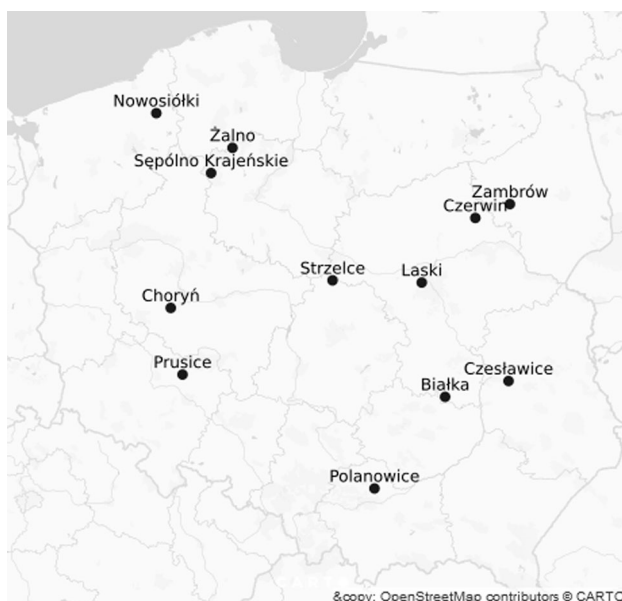 Nowosiółki
Żalno
Sępólno Krajeńskie
Zambrów
Czerwin
Strzelce
Laski
Choryń
Prusice
Czesławice
Białka
Polanowice
&copy; OpenStreetMap contributors © CARTO